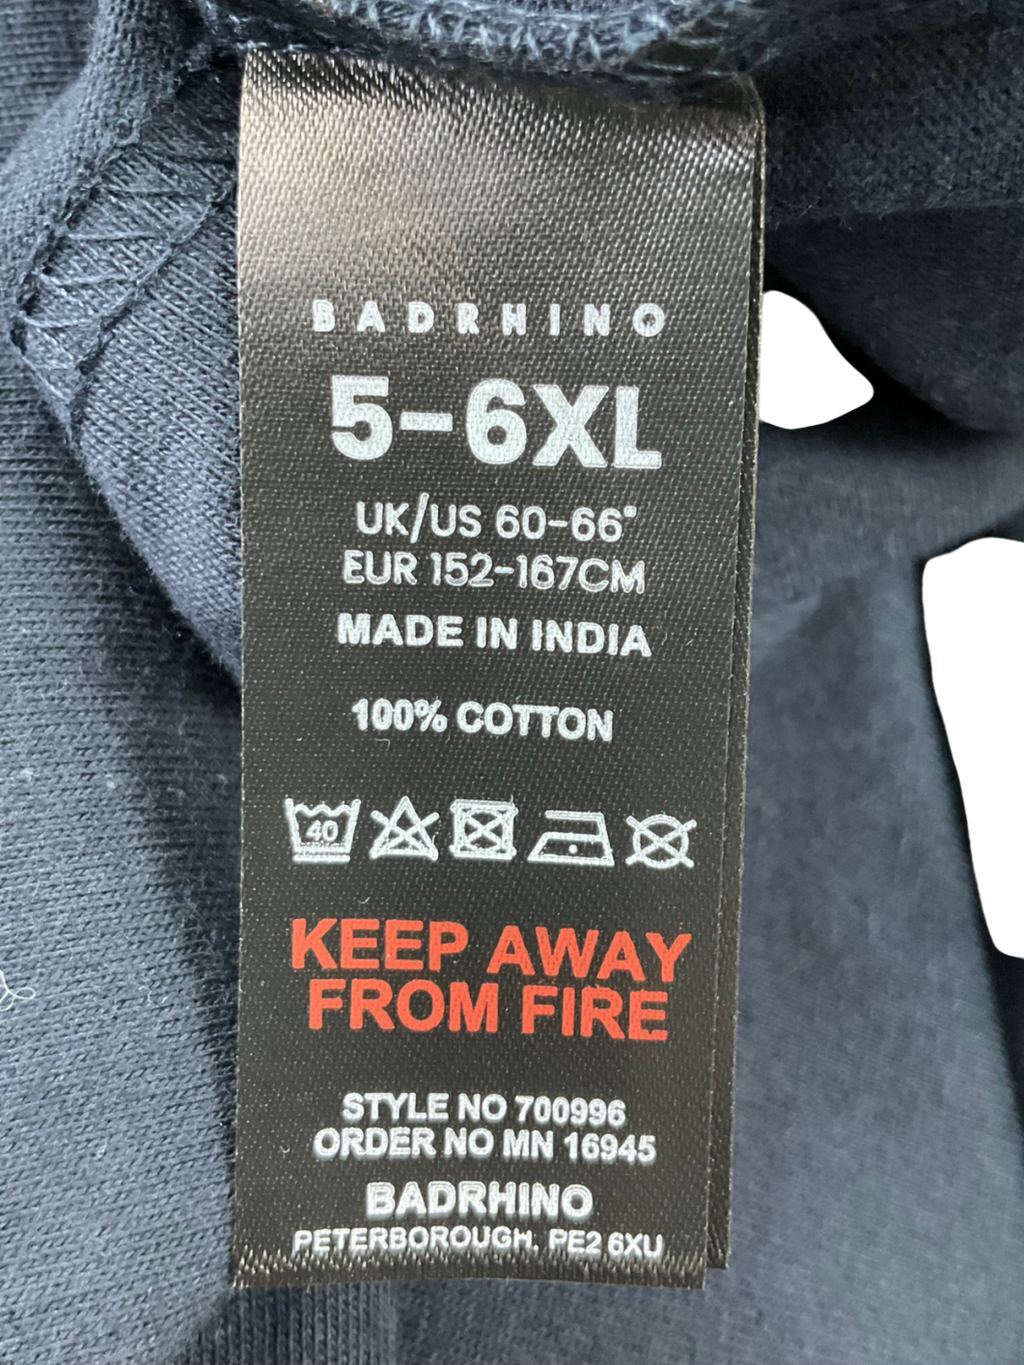 BADRHINO
5-6XL
UK/US 60-66"
EUR 152-167CM
MADE IN INDIA
100% COTTON
40
KEEP AWAY
FROM FIRE
STYLE NO 700996
ORDER NO MN 16945
BADRHINO
PETERBOROUGH. PE2 6XU